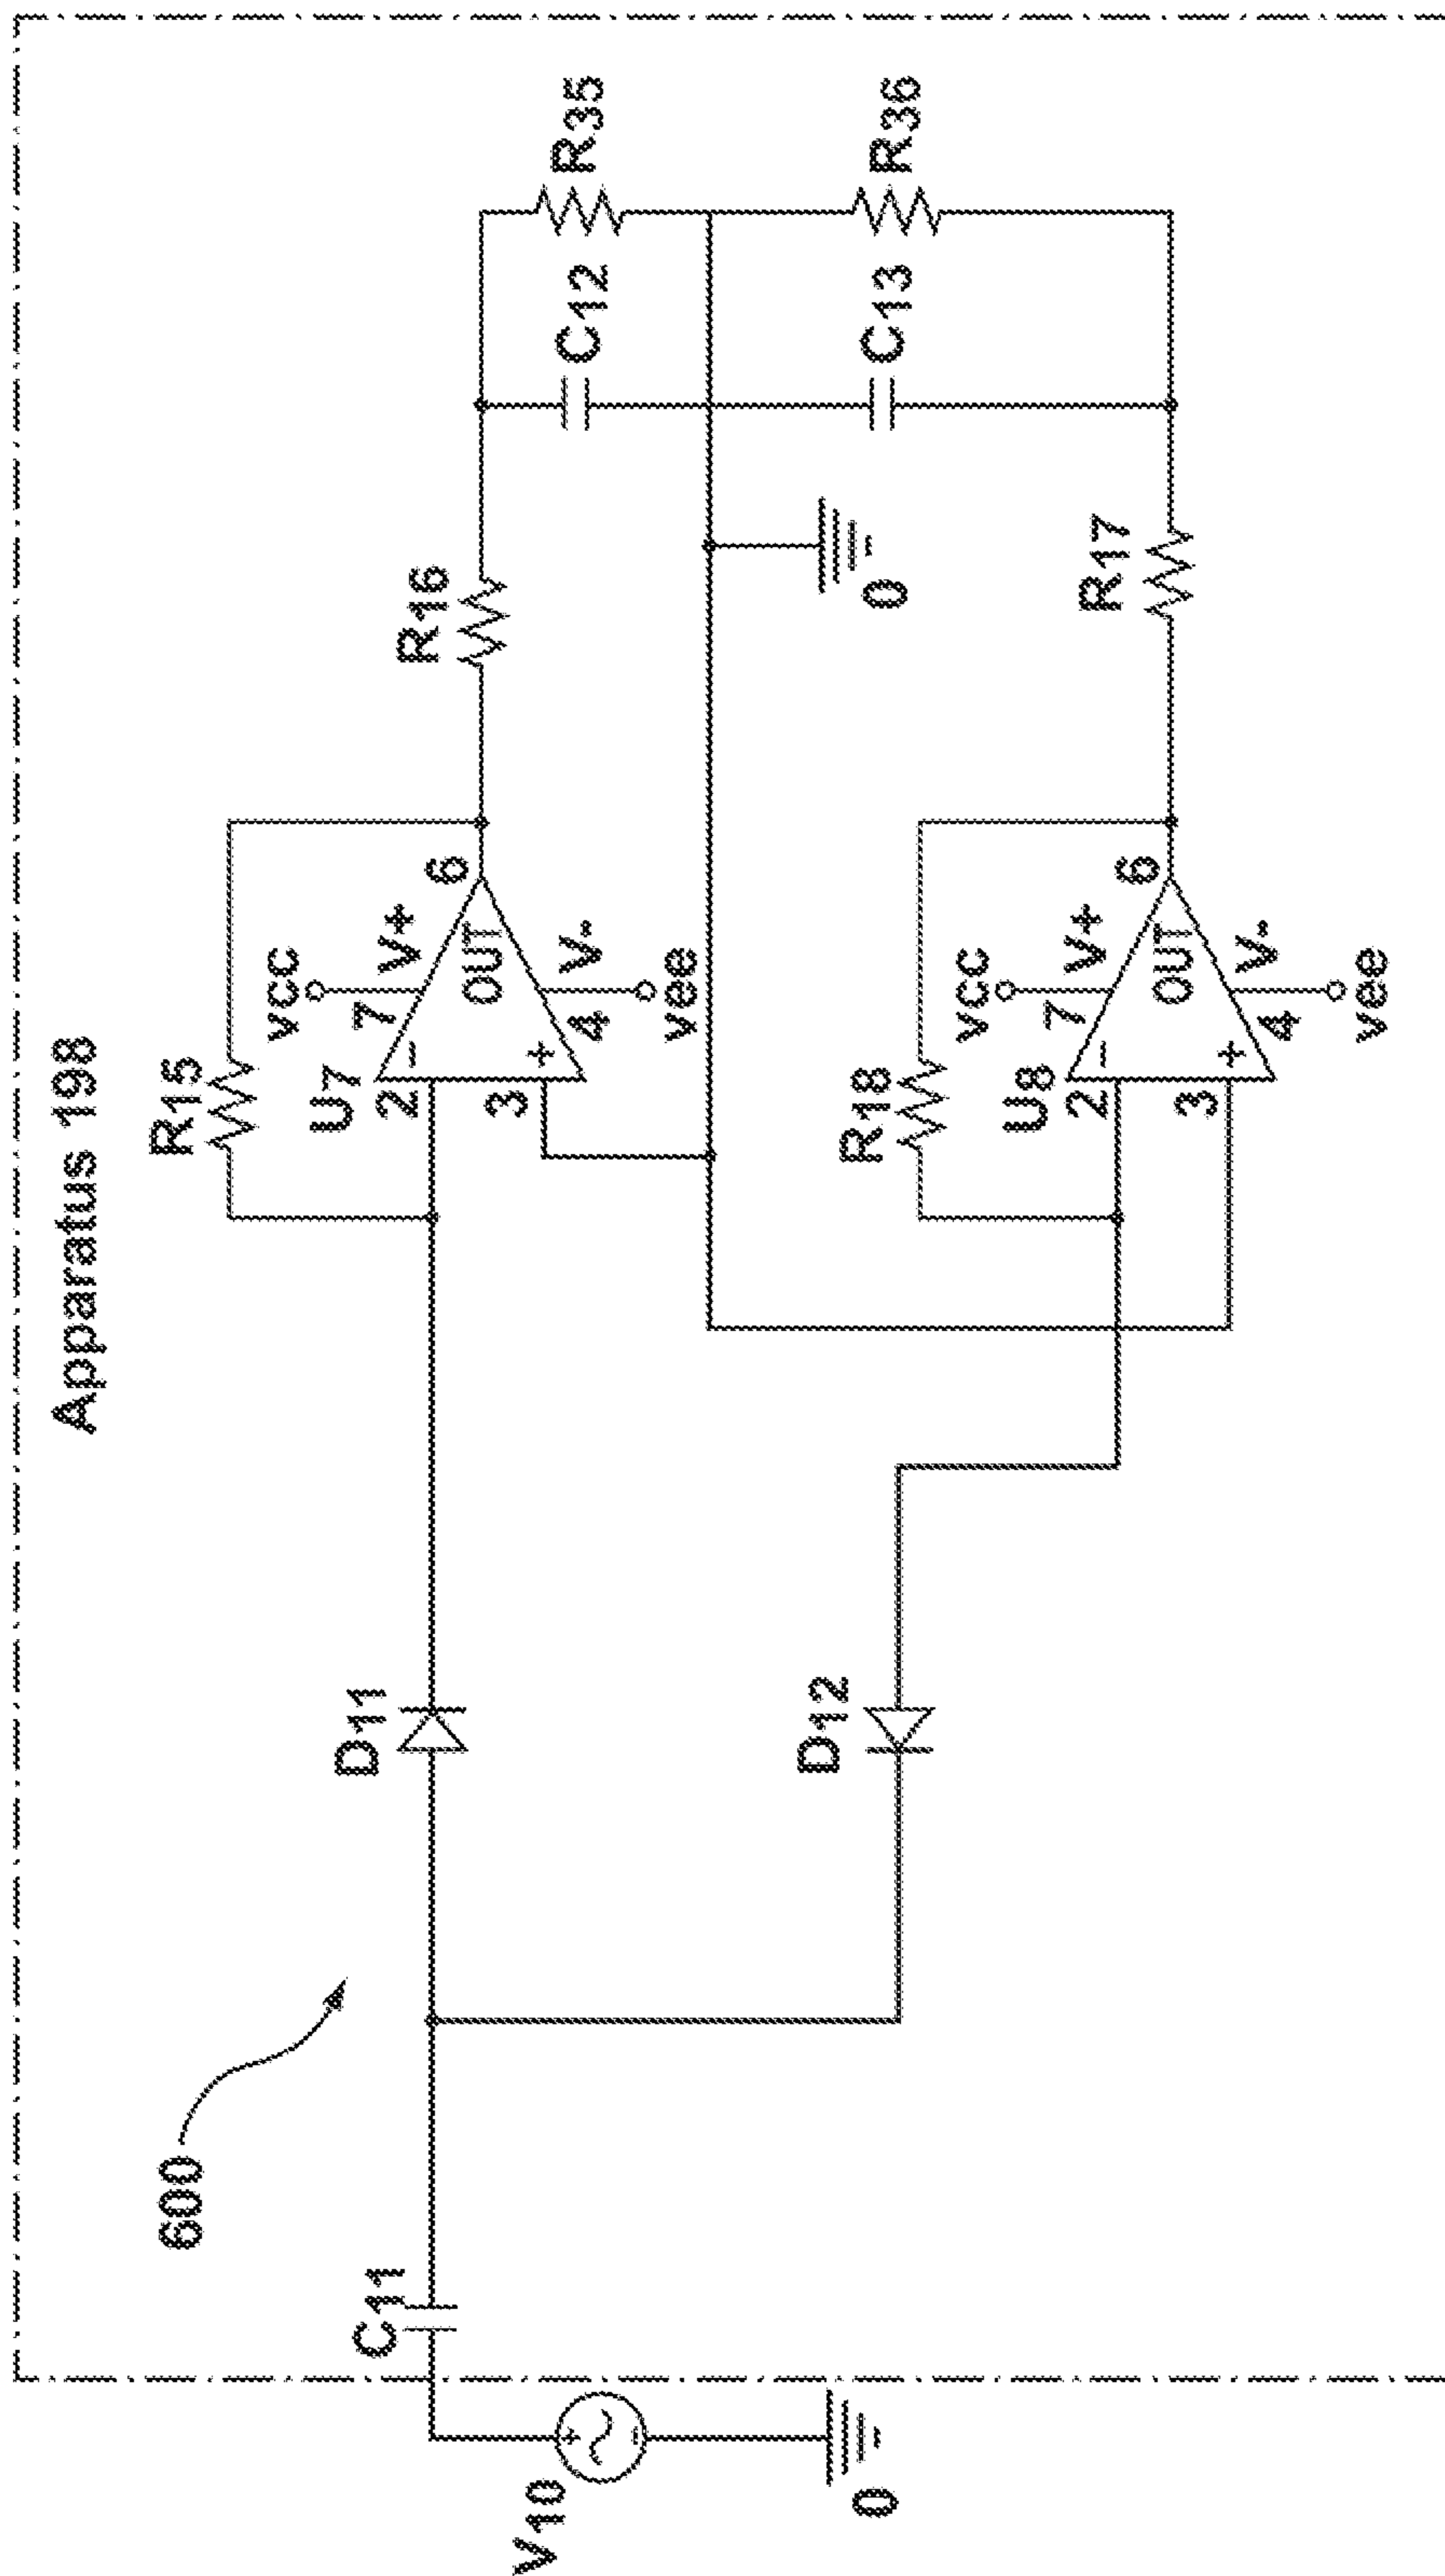 Apparatus 198
600
V10
0
C11
D11
D12
R15
U7
2
3
-
+
7
vcc
V+
OUT
6
4
V-
vee
R16
C12
R35
0
R18
U8
2
3
-
+
7
vcc
V+
OUT
6
4
V-
vee
R17
C13
R36